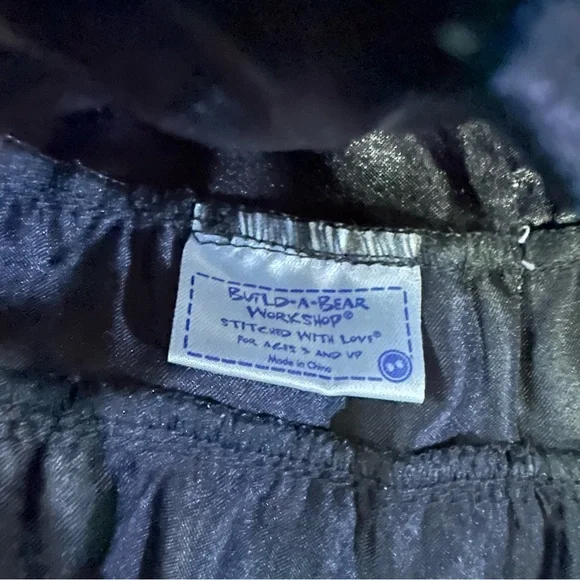 BUILD-A-BEAR
WORKSHOP®
STITCHED WITH LOVE®
FOR AGES 3 AND UP
Made in China